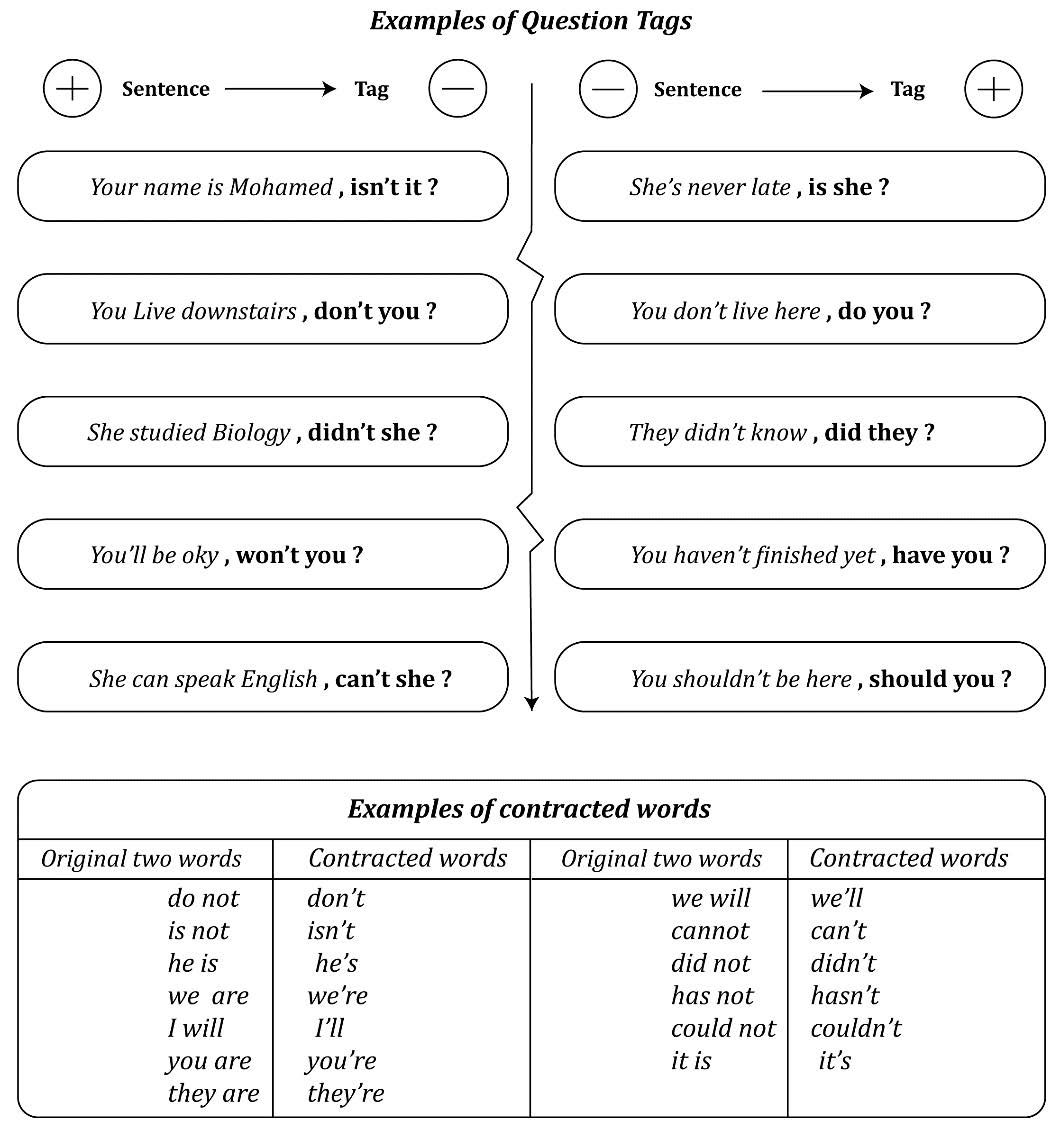 Examples of Question Tags
+ Sentence → Tag −
Your name is Mohamed , isn’t it ?
You Live downstairs , don’t you ?
She studied Biology , didn’t she ?
You’ll be oky , won’t you ?
She can speak English , can’t she ?
− Sentence → Tag +
She’s never late , is she ?
You don’t live here , do you ?
They didn’t know , did they ?
You haven’t finished yet , have you ?
You shouldn’t be here , should you ?
Examples of contracted words
Original two words Contracted words Original two words Contracted words
do not don’t we will we’ll
is not isn’t cannot can’t
he is he’s did not didn’t
we are we’re has not hasn’t
I will I’ll could not couldn’t
you are you’re it is it’s
they are they’re